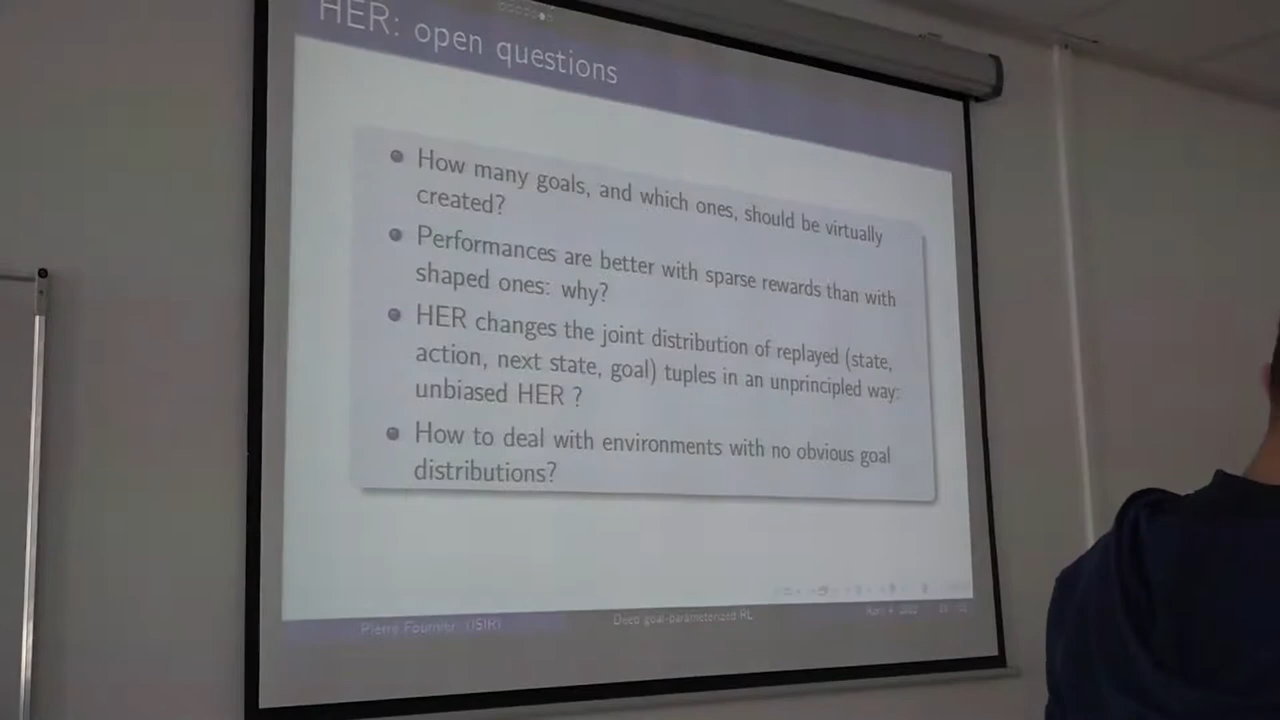 HER: open questions
How many goals, and which ones, should be virtually
created?
Performances are better with sparse rewards than with
shaped ones: why?
HER changes the joint distribution of replayed (state,
action, next state, goal) tuples in an unprincipled way:
unbiased HER ?
How to deal with environments with no obvious goal
distributions?
Pierre Fournier (ISIR)
Deep goal-parameterized RL
April 4,